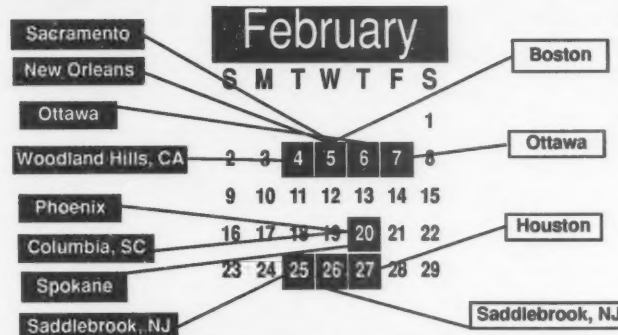 February
Sacramento
New Orleans
Boston
S M T W T F S
Ottawa
1
Woodland Hills, CA
2 3 4 5 6 7 8
Ottawa
9 10 11 12 13 14 15
Phoenix
16 17 18 19 20 21 22
Columbia, SC
Houston
23 24 25 26 27 28 29
Spokane
Saddlebrook, NJ
Saddlebrook, NJ